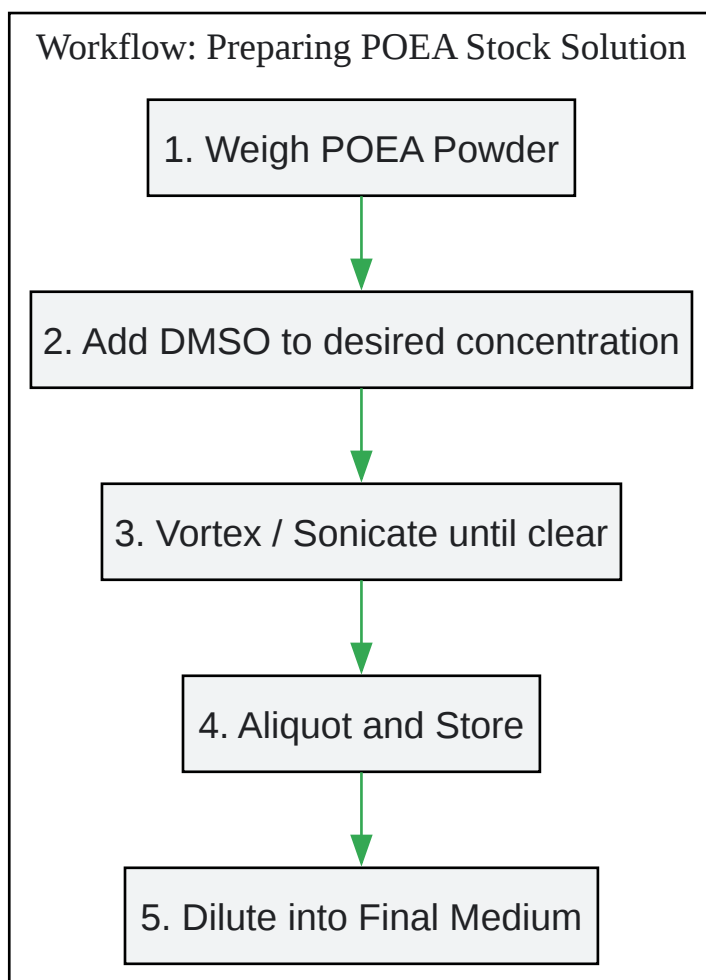 Workflow: Preparing POEA Stock Solution
1. Weigh POEA Powder
2. Add DMSO to desired concentration
3. Vortex / Sonicate until clear
4. Aliquot and Store
5. Dilute into Final Medium